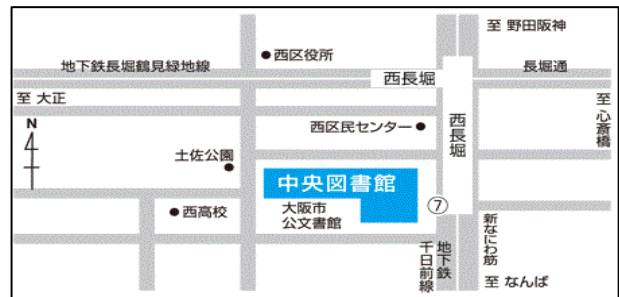 至 野田阪神
西区役所
地下鉄長堀鶴見緑地線
西長堀
長堀通
至 大正
至 心斎橋
N
西区民センター
西長堀
土佐公園
中央図書館
西高校
大阪市
公文書館
⑦
新なにわ筋
地下鉄
千日前線
至 なんば